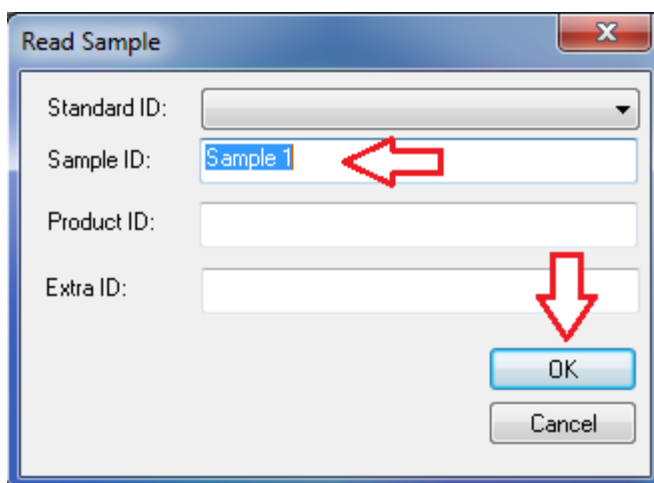 Read Sample
Standard ID:
Sample ID: Sample 1
Product ID:
Extra ID:
OK
Cancel